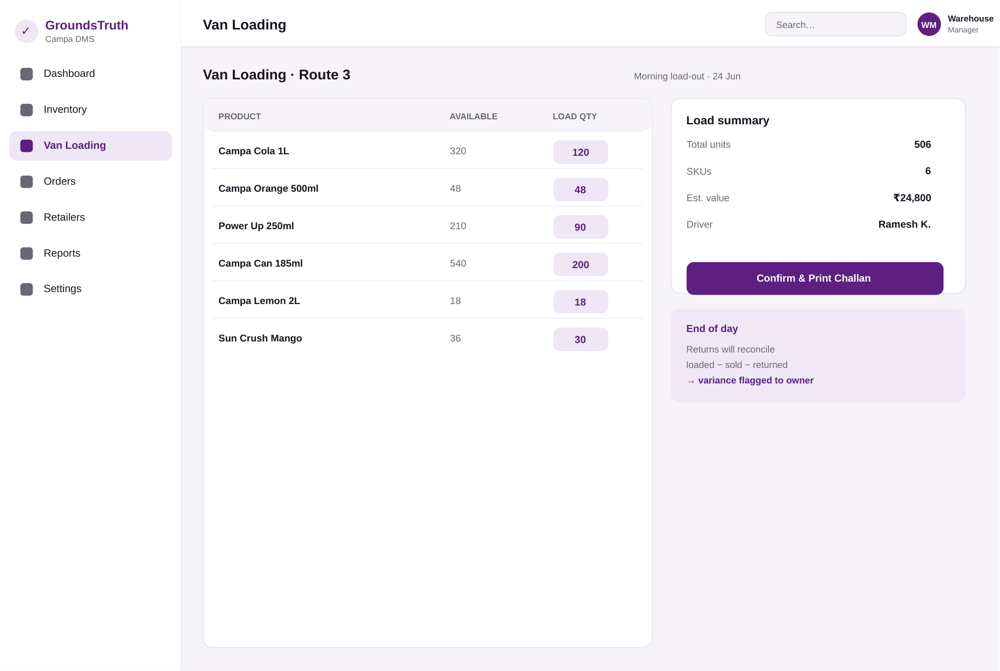 ✓
GroundsTruth
Campa DMS
Dashboard
Inventory
Van Loading
Orders
Retailers
Reports
Settings
Van Loading
Search…
WM
Warehouse
Manager
Van Loading · Route 3
Morning load-out · 24 Jun
PRODUCT AVAILABLE LOAD QTY
Campa Cola 1L 320 120
Campa Orange 500ml 48 48
Power Up 250ml 210 90
Campa Can 185ml 540 200
Campa Lemon 2L 18 18
Sun Crush Mango 36 30
Load summary
Total units 506
SKUs 6
Est. value ₹24,800
Driver Ramesh K.
Confirm & Print Challan
End of day
Returns will reconcile
loaded − sold − returned
→ variance flagged to owner